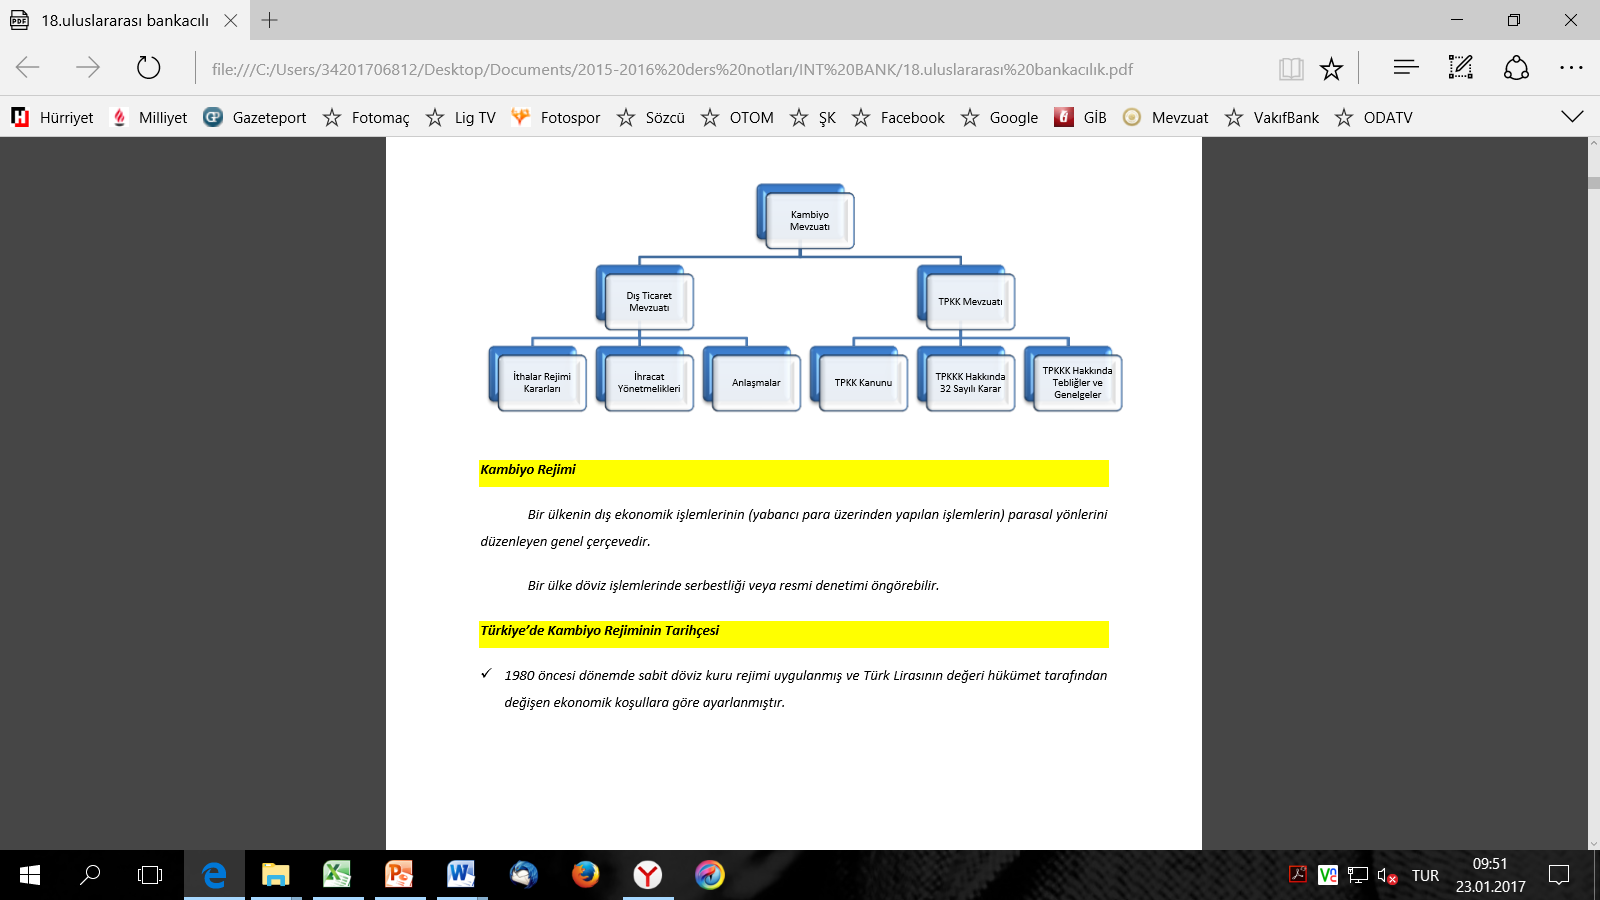 18.uluslararası bankacılı
file:///C:/Users/34201706812/Desktop/Documents/2015-2016%20ders%20notları/INT%20BANK/18.uluslararası%20bankacılık.pdf
Hürriyet Milliyet Gazeteport Fotomaç Lig TV Fotospor Sözcü OTOM ŞK Facebook Google GİB Mevzuat VakıfBank ODATV
Kambiyo
Mevzuatı
Dış Ticaret
Mevzuatı
TPKK Mevzuatı
İthalar Rejimi
Kararları
İhracat
Yönetmelikleri
Anlaşmalar
TPKK Kanunu
TPKKK Hakkında
32 Sayılı Karar
TPKKK Hakkında
Tebliğler ve
Genelgeler
Kambiyo Rejimi
Bir ülkenin dış ekonomik işlemlerinin (yabancı para üzerinden yapılan işlemlerin) parasal yönlerini
düzenleyen genel çerçevedir.
Bir ülke döviz işlemlerinde serbestliği veya resmi denetimi öngörebilir.
Türkiye’de Kambiyo Rejiminin Tarihçesi
✓ 1980 öncesi dönemde sabit döviz kuru rejimi uygulanmış ve Türk Lirasının değeri hükümet tarafından
değişen ekonomik koşullara göre ayarlanmıştır.
TUR
09:51
23.01.2017